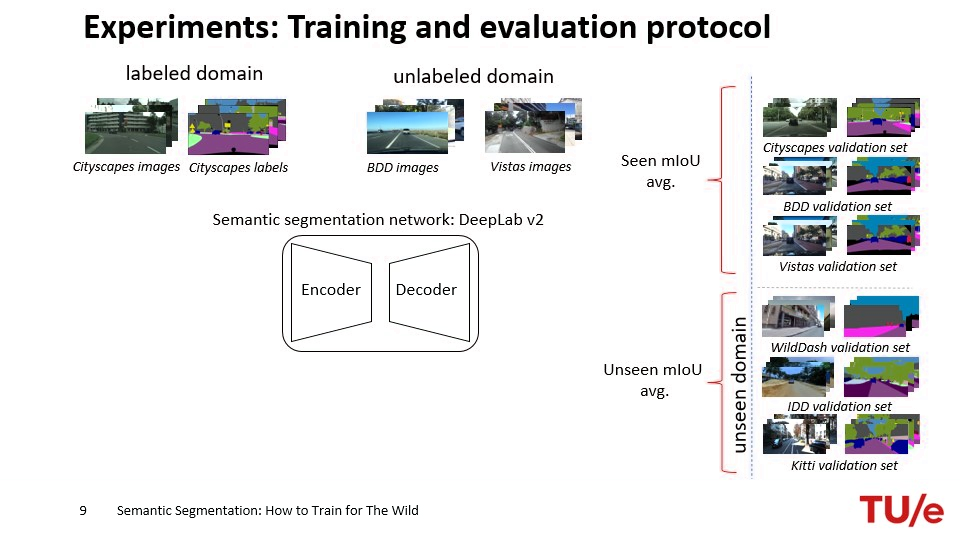 Experiments: Training and evaluation protocol
labeled domain
unlabeled domain
Cityscapes images
Cityscapes labels
BDD images
Vistas images
Semantic segmentation network: DeepLab v2
Encoder
Decoder
Seen mIoU
avg.
Cityscapes validation set
BDD validation set
Vistas validation set
Unseen mIoU
avg.
unseen domain
WildDash validation set
IDD validation set
Kitti validation set
9
Semantic Segmentation: How to Train for The Wild
TU/e